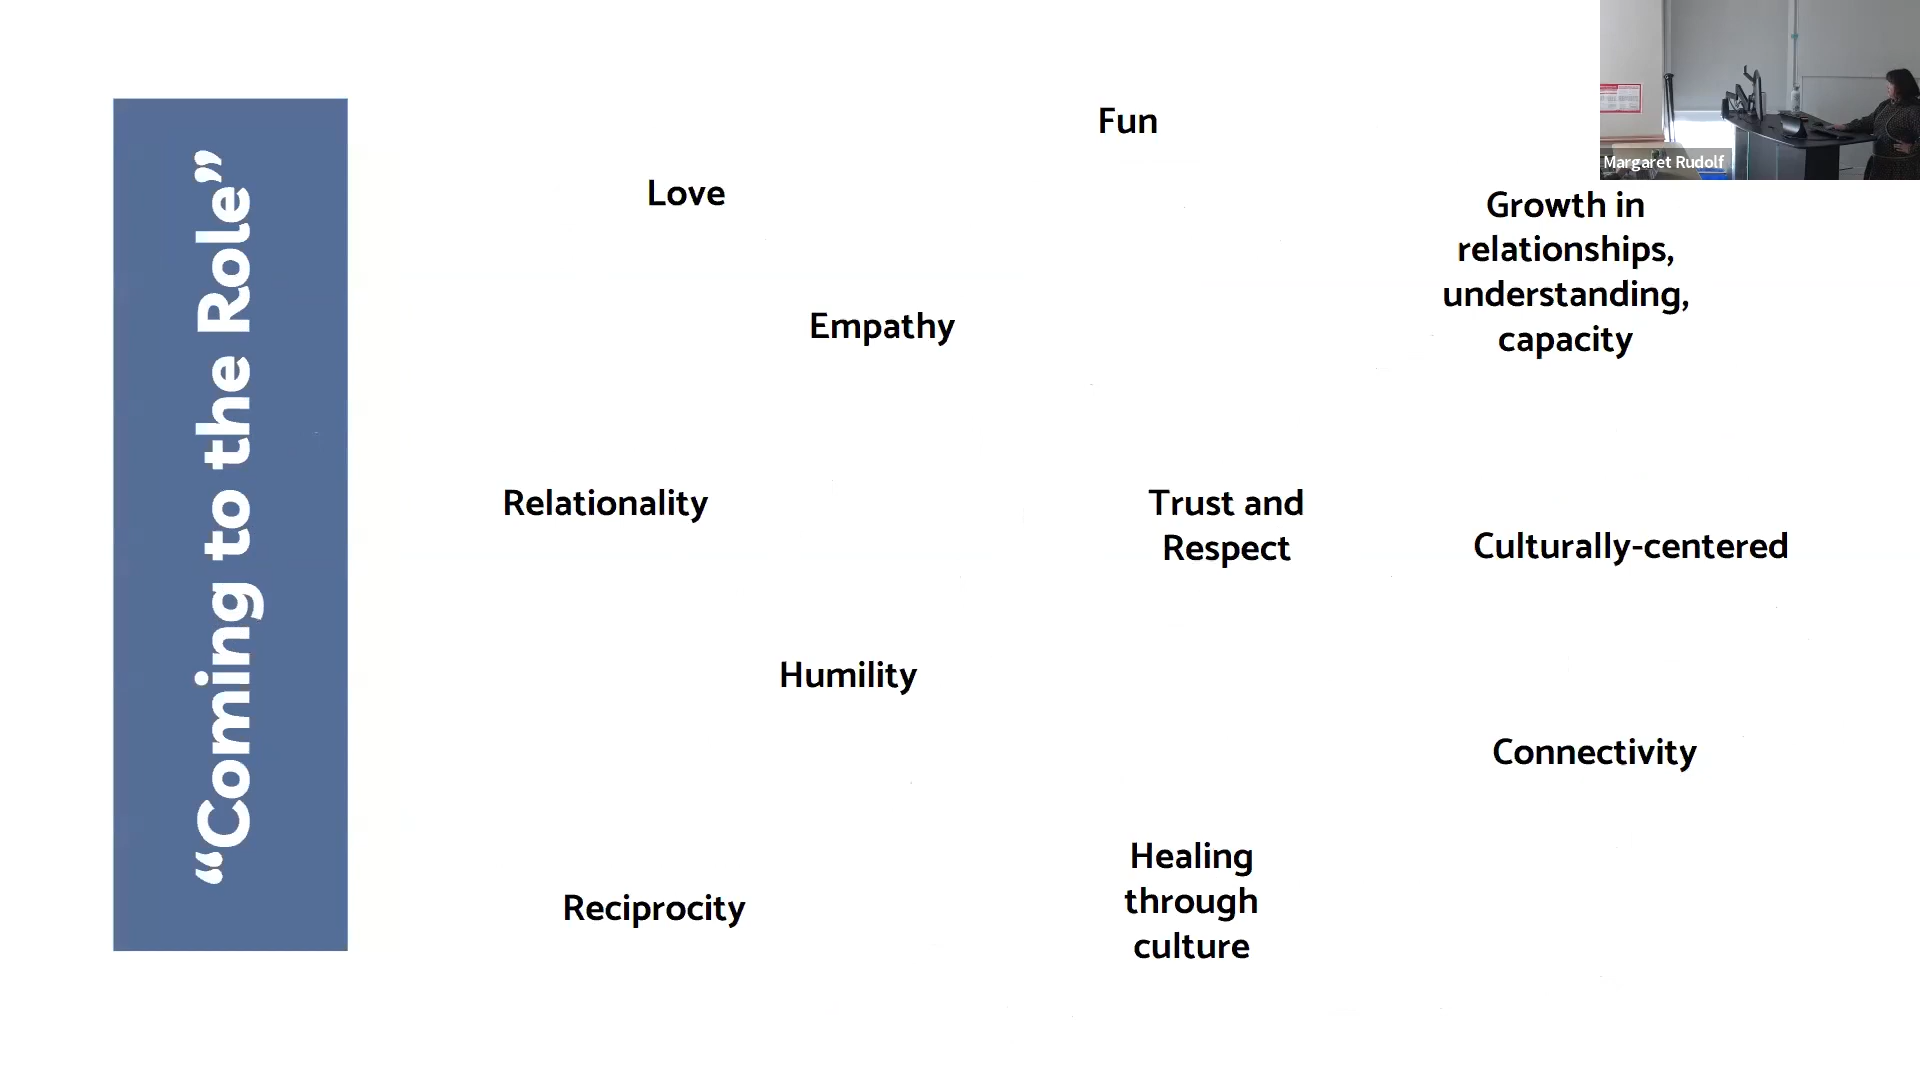 “Coming to the Role”
Fun
Love
Margaret Rudolf
Growth in
relationships,
understanding,
capacity
Empathy
Relationality
Trust and
Respect
Culturally-centered
Humility
Connectivity
Healing
through
culture
Reciprocity